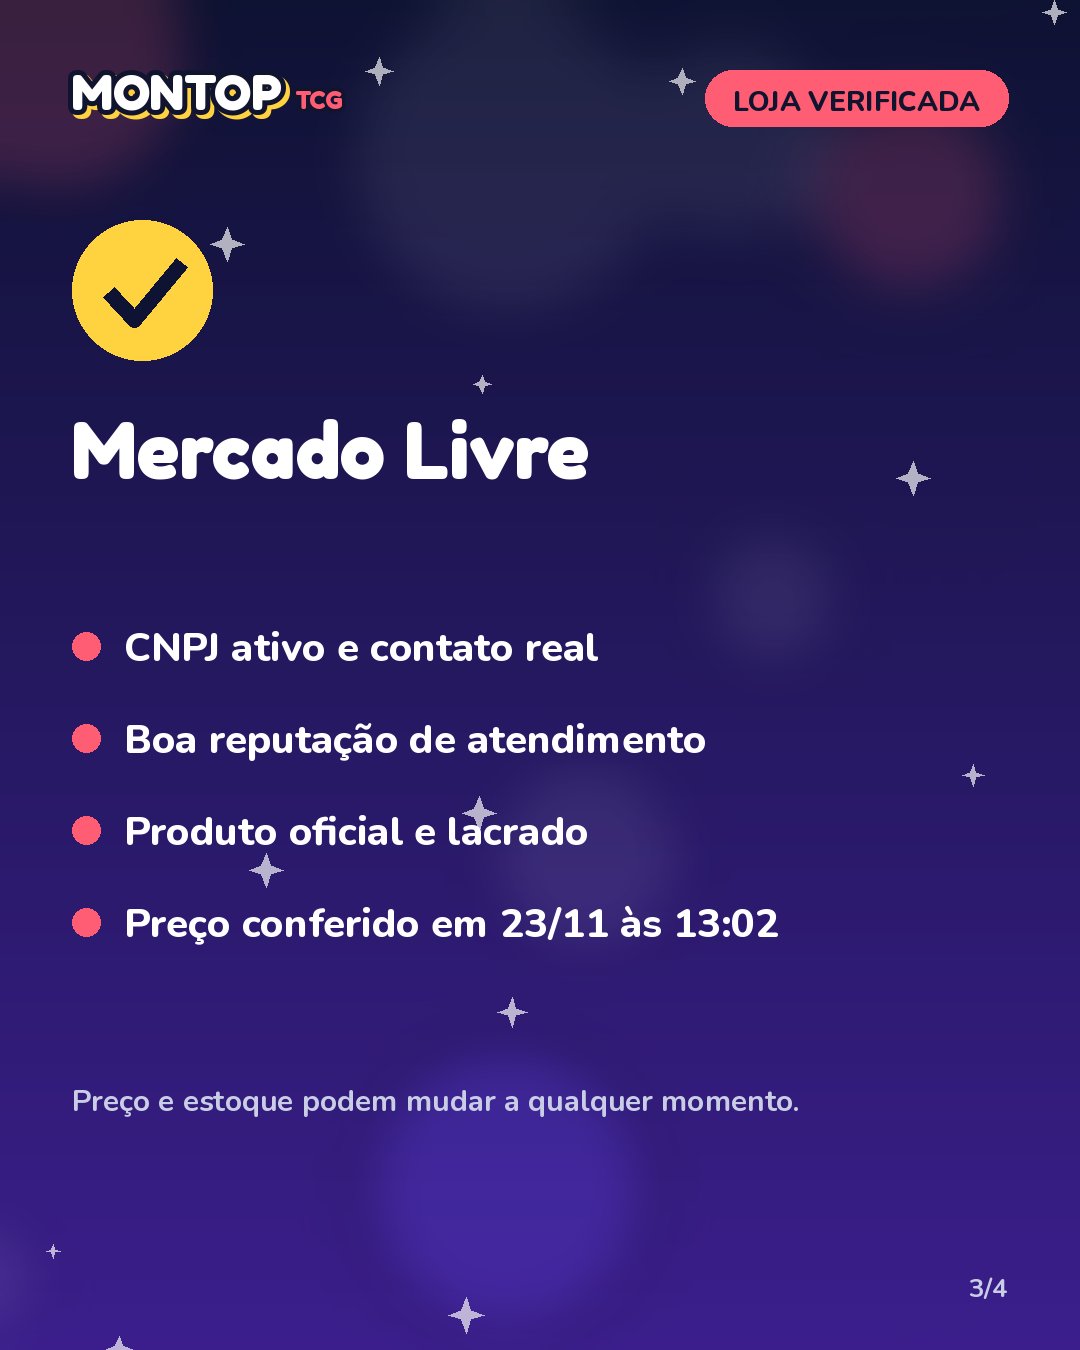 MONTOP TCG
LOJA VERIFICADA
Mercado Livre
CNPJ ativo e contato real
Boa reputação de atendimento
Produto oficial e lacrado
Preço conferido em 23/11 às 13:02
Preço e estoque podem mudar a qualquer momento.
3/4